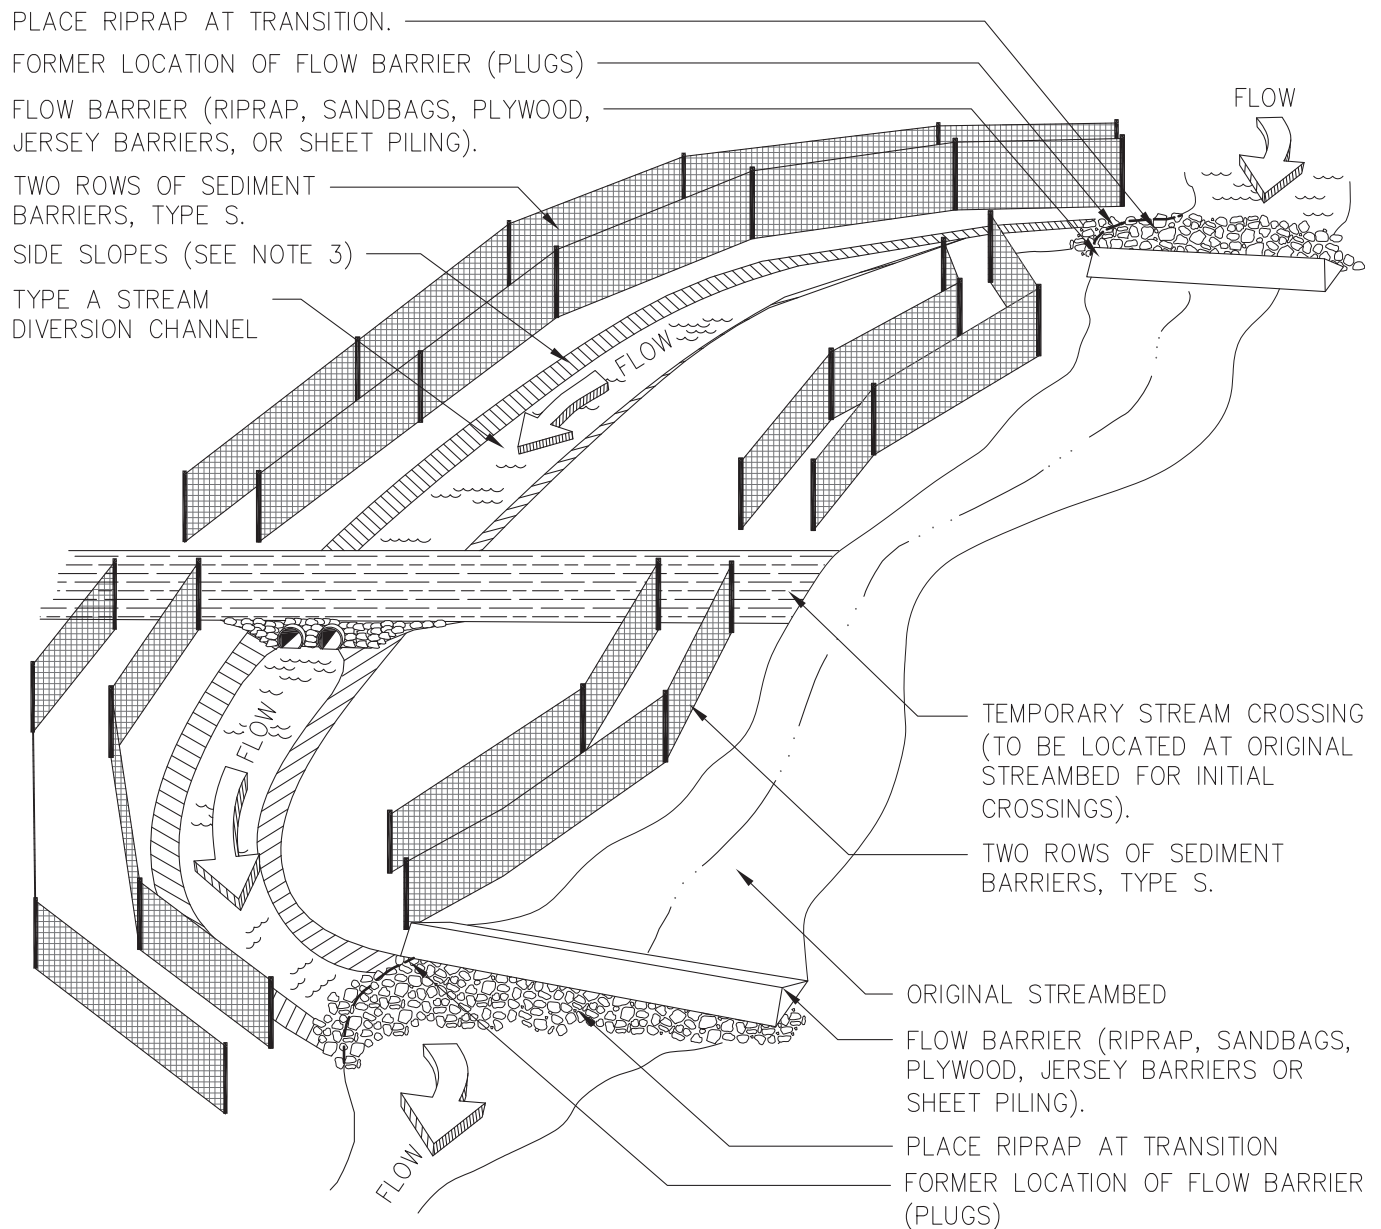 PLACE RIPRAP AT TRANSITION.
FORMER LOCATION OF FLOW BARRIER (PLUGS)
FLOW BARRIER (RIPRAP, SANDBAGS, PLYWOOD,
JERSEY BARRIERS, OR SHEET PILING).
TWO ROWS OF SEDIMENT
BARRIERS, TYPE S.
SIDE SLOPES (SEE NOTE 3)
TYPE A STREAM
DIVERSION CHANNEL
FLOW
FLOW
FLOW
TEMPORARY STREAM CROSSING
(TO BE LOCATED AT ORIGINAL
STREAMBED FOR INITIAL
CROSSINGS).
TWO ROWS OF SEDIMENT
BARRIERS, TYPE S.
ORIGINAL STREAMBED
FLOW BARRIER (RIPRAP, SANDBAGS,
PLYWOOD, JERSEY BARRIERS OR
SHEET PILING).
PLACE RIPRAP AT TRANSITION
FORMER LOCATION OF FLOW BARRIER
(PLUGS)
FLOW